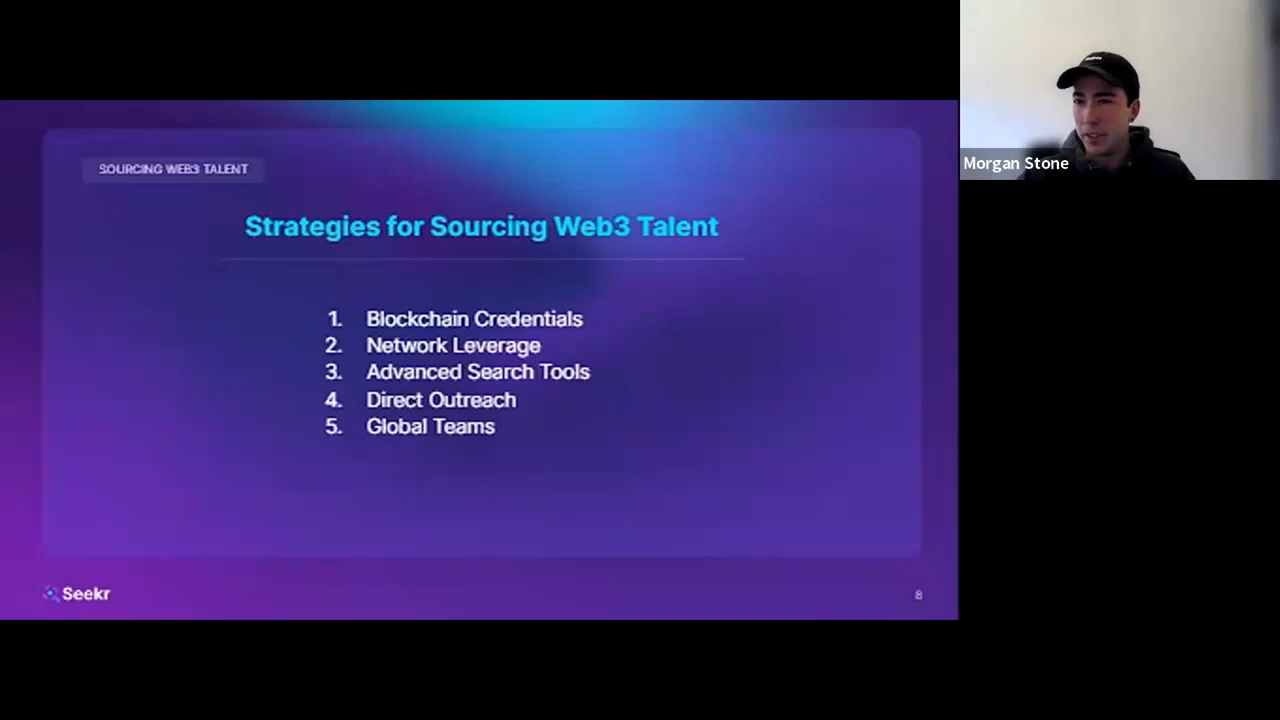 SOURCING WEB3 TALENT
Strategies for Sourcing Web3 Talent
1. Blockchain Credentials
2. Network Leverage
3. Advanced Search Tools
4. Direct Outreach
5. Global Teams
Seekr
8
Morgan Stone